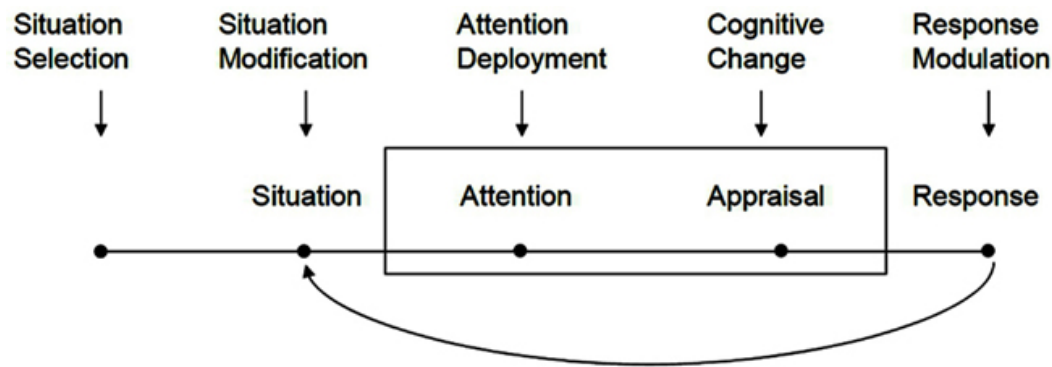 Situation
Selection
Situation
Modification
Attention
Deployment
Cognitive
Change
Response
Modulation
Situation
Attention
Appraisal
Response